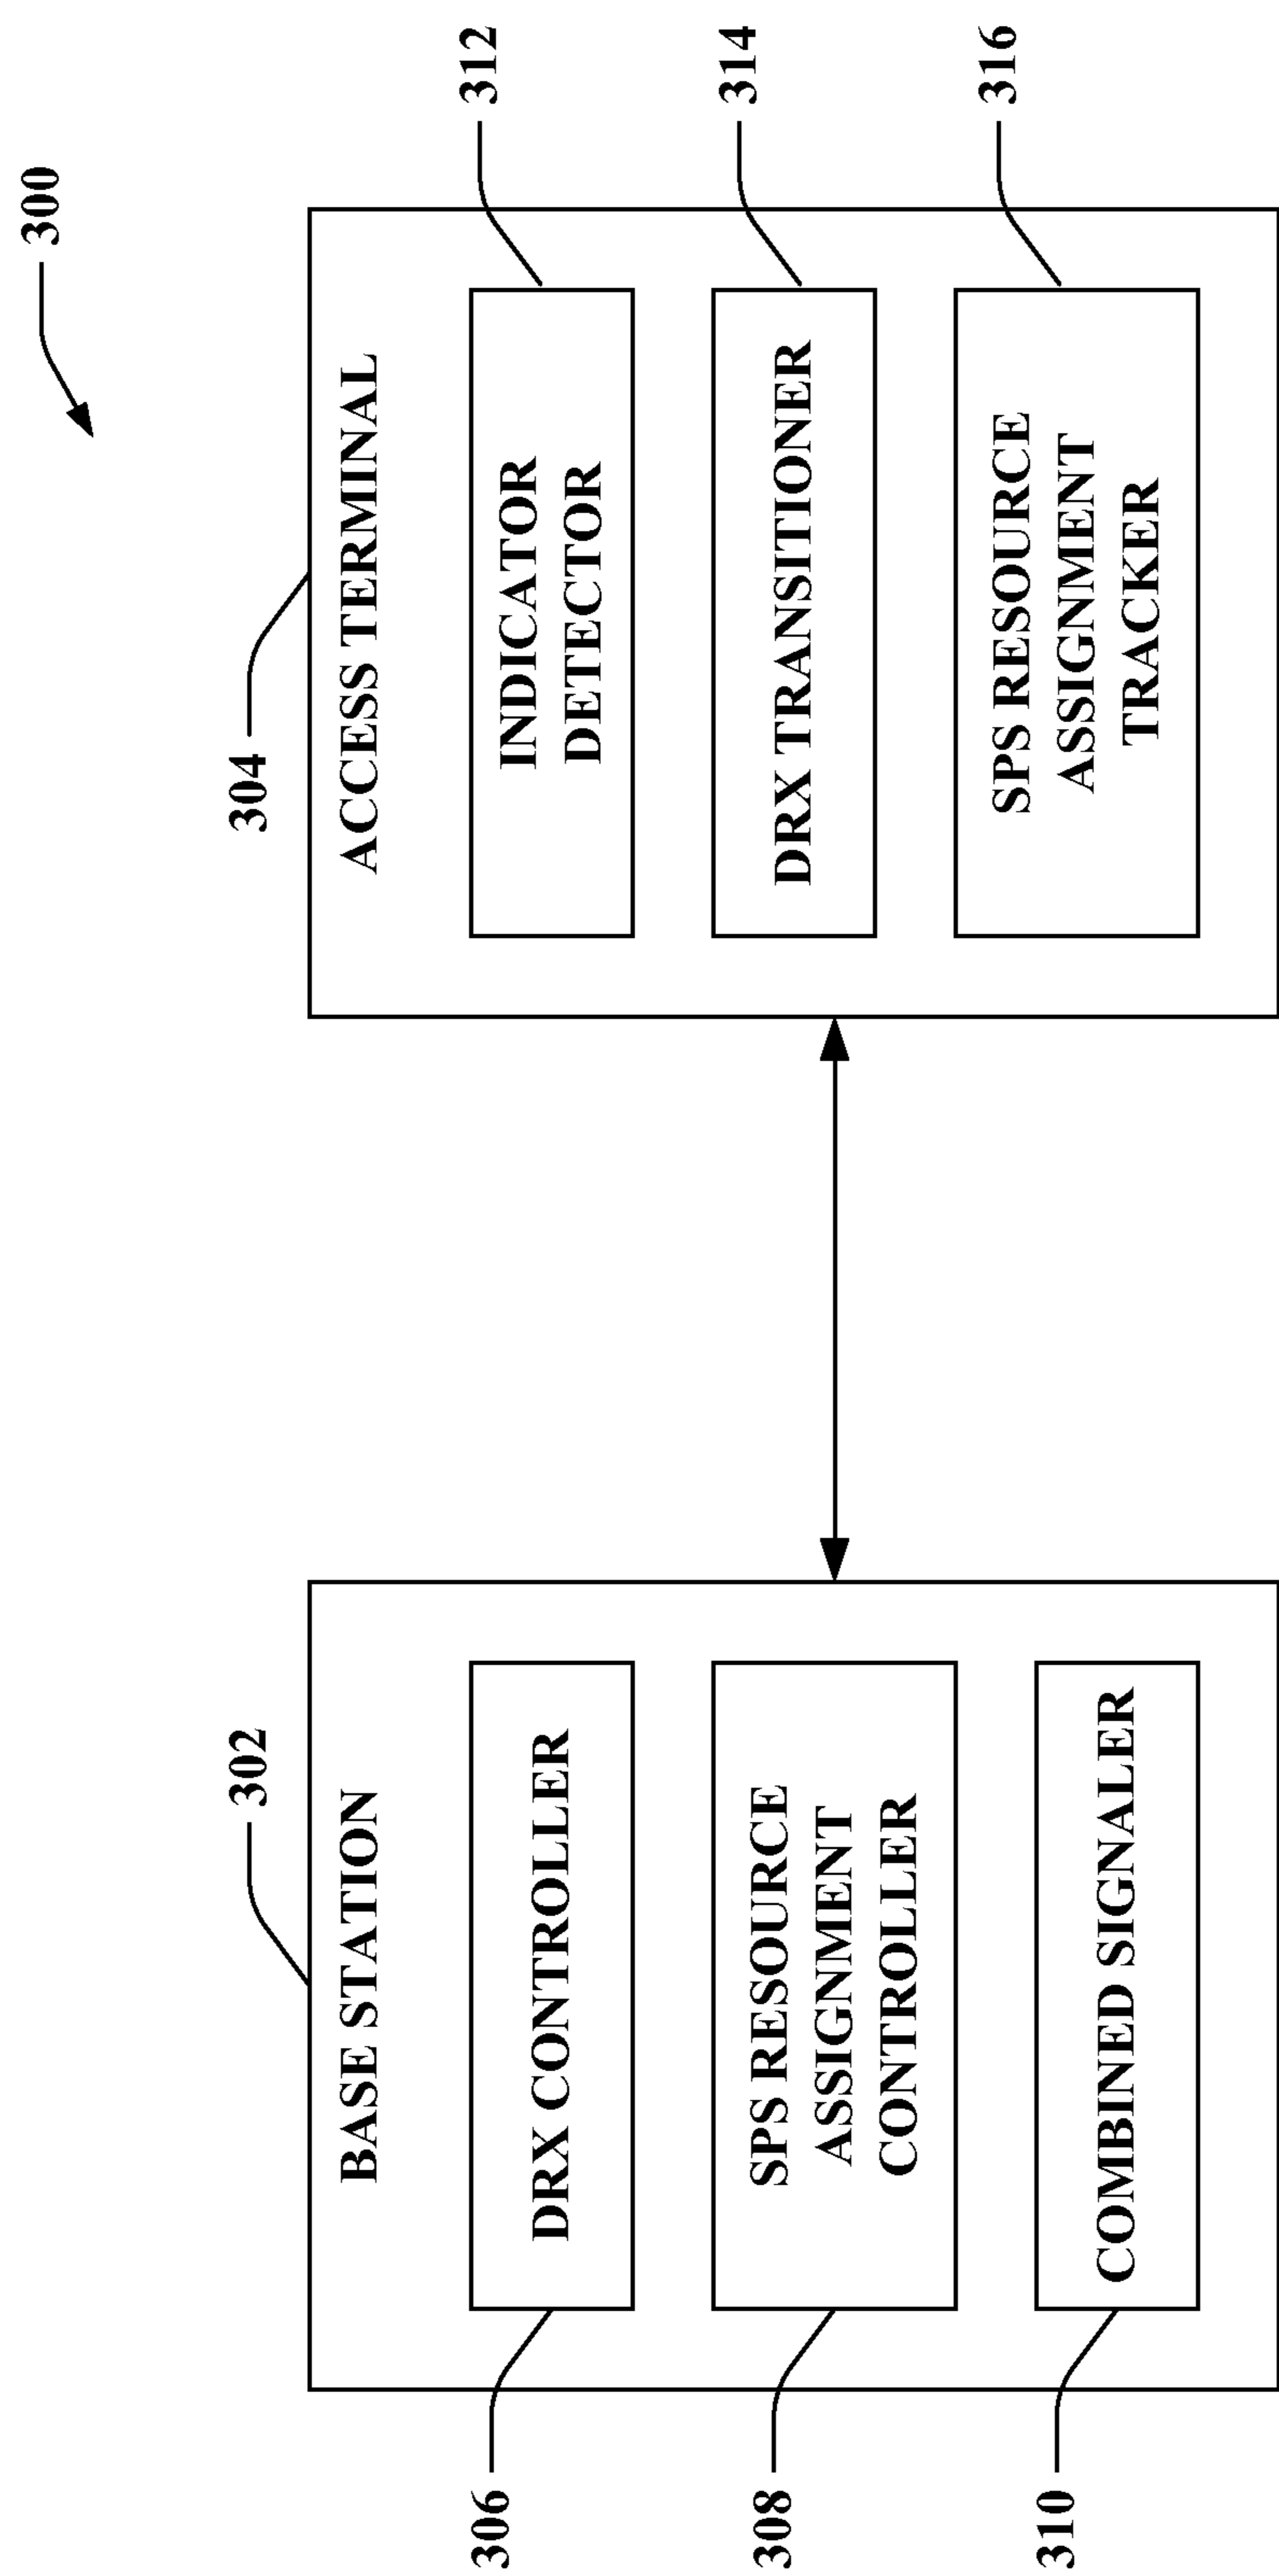 300
302
BASE STATION
306
DRX CONTROLLER
308
SPS RESOURCE
ASSIGNMENT
CONTROLLER
310
COMBINED SIGNALER
304
ACCESS TERMINAL
312
INDICATOR
DETECTOR
314
DRX TRANSITIONER
316
SPS RESOURCE
ASSIGNMENT
TRACKER